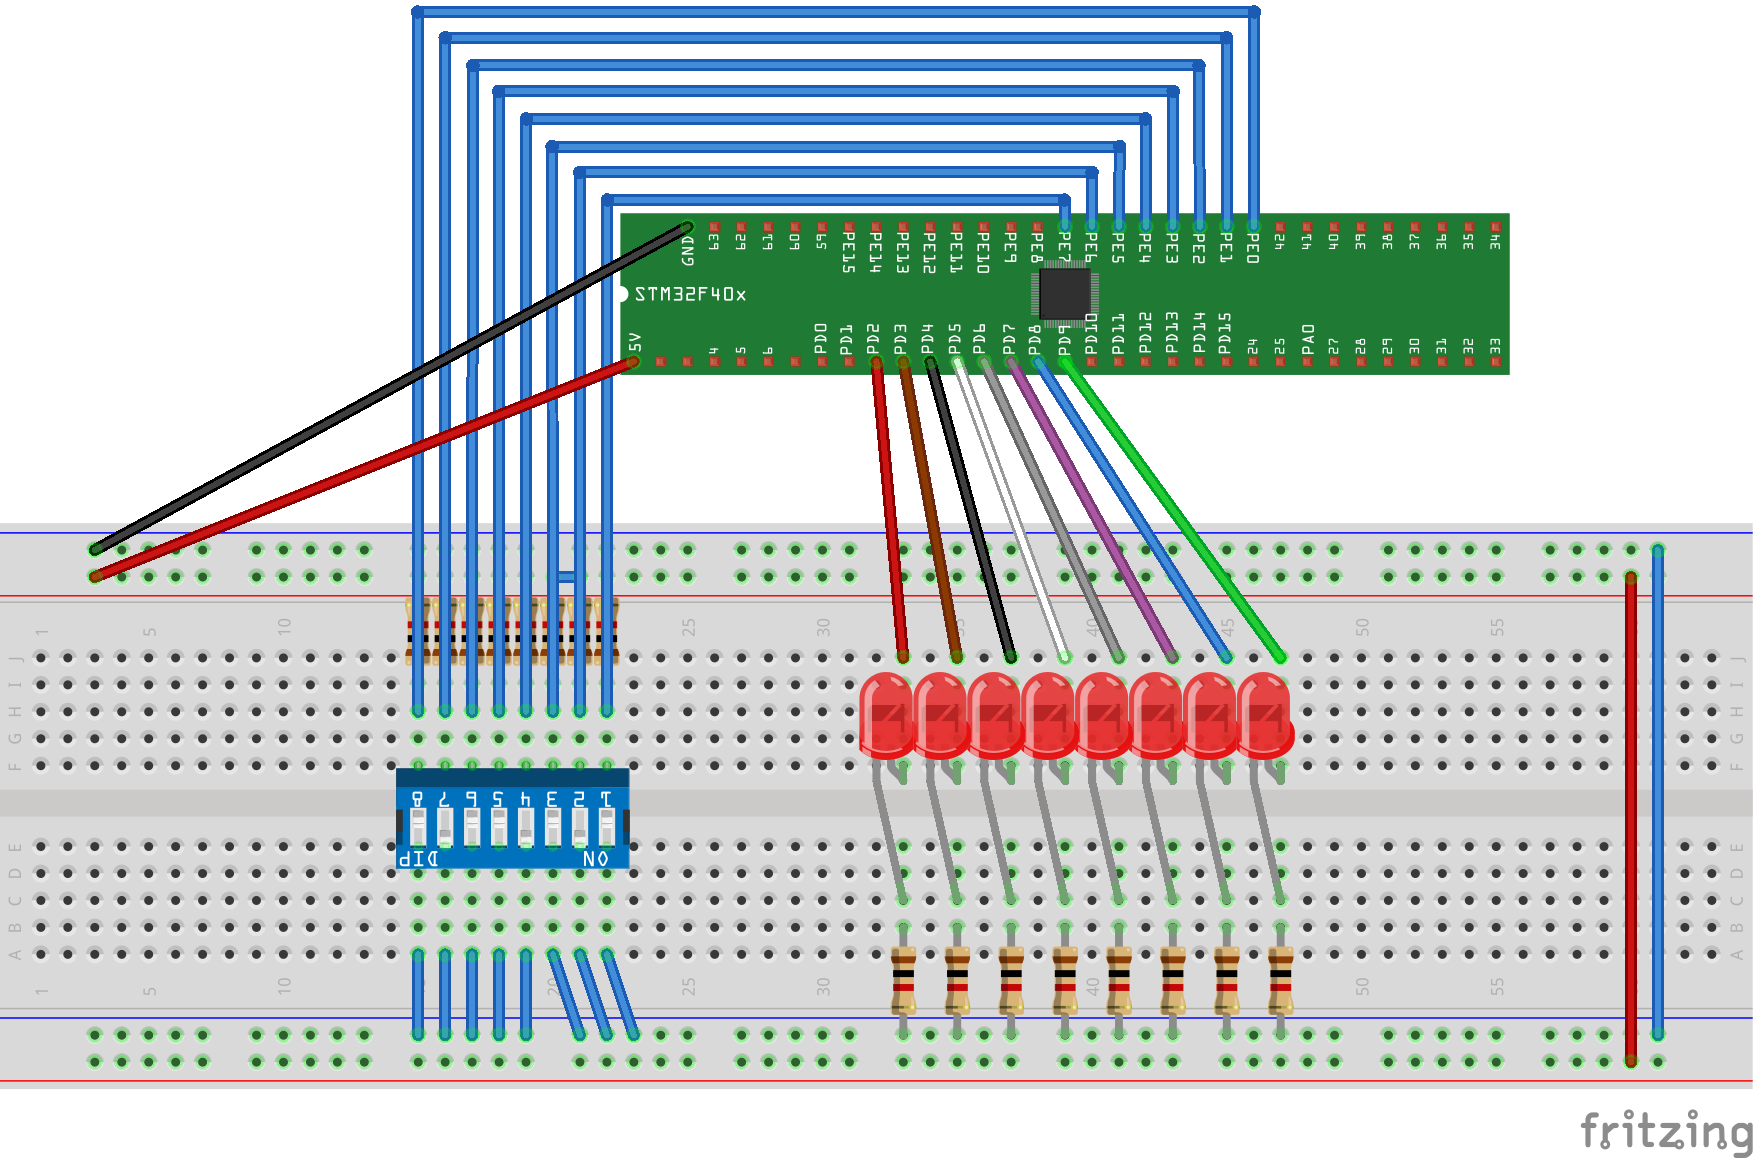 GND 63 62 61 60 59 PE15 PE14 PE13 PE12 PE11 PE10 PE9 PE8 PE7 PE6 PE5 PE4 PE3 PE2 PE1 PE0 42 41 40 39 38 37 36 35 34
STM32F40x
5V 4 5 6 PD0 PD1 PD2 PD3 PD4 PD5 PD6 PD7 PD8 PD9 PD10 PD11 PD12 PD13 PD14 PD15 24 25 PA0 27 28 29 30 31 32 33
1 5 10 25 30 35 40 45 50 55
J J
I I
H H
G G
F F
8 7 6 5 4 3 2 1
DIP ON
E E
D D
C C
B B
A A
1 5 10 20 25 30 40 50 55
fritzing